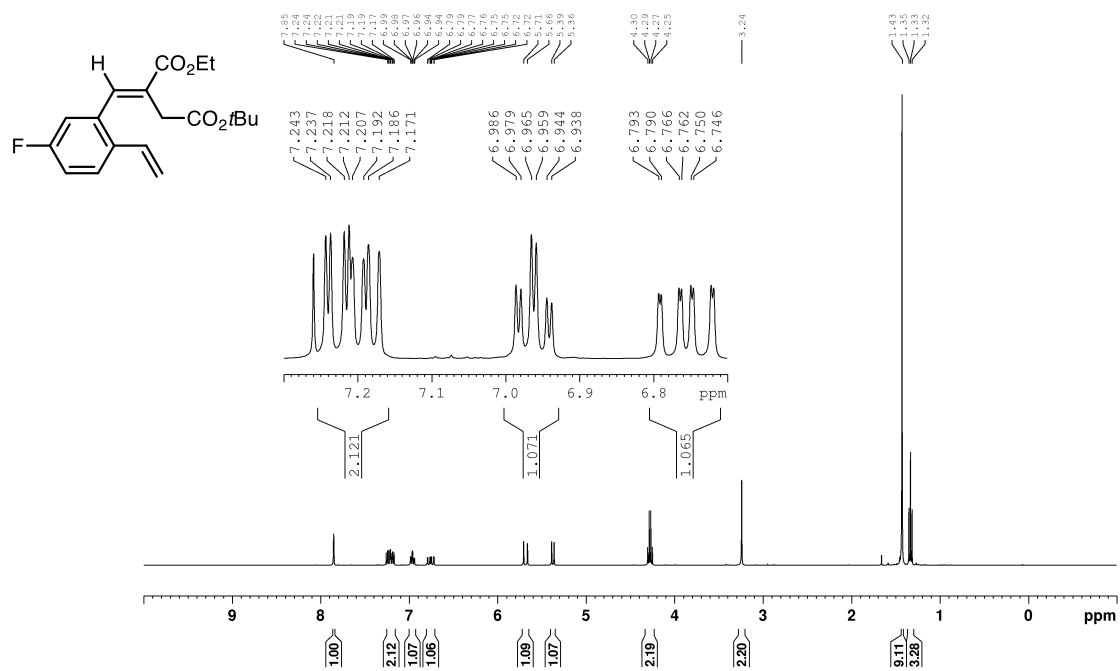 7.85 7.24 7.24 7.22 7.21 7.21 7.19 7.19 7.17 6.99 6.98 6.97 6.96 6.94 6.94 6.79 6.79 6.77 6.76 6.75 6.75 6.72 6.72 5.71 5.66 5.39 5.36 4.30 4.29 4.27 4.25 3.24 1.43 1.35 1.33 1.32
H
CO2Et
CO2tBu
F
7.243 7.237 7.218 7.212 7.207 7.192 7.186 7.171 6.986 6.979 6.965 6.959 6.944 6.938 6.793 6.790 6.766 6.762 6.750 6.746
7.2 7.1 7.0 6.9 6.8 ppm
2.121 1.071 1.065
9 8 7 6 5 4 3 2 1 0 ppm
1.00 2.12 1.07 1.06 1.09 1.07 2.19 2.20 9.11 3.28